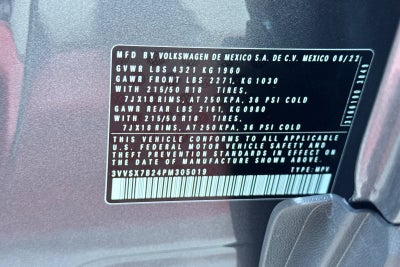 MFD BY VOLKSWAGEN DE MEXICO S.A. DE C.V. MEXICO 06/22
GVWR LBS 4321 KG 1960
GAWR FRONT LBS 2271, KG 1030
WITH 215/50 R18 TIRES,
7JX18 RIMS, AT 250 KPA, 36 PSI COLD
GAWR REAR LBS 2161, KG 0980
WITH 215/50 R18 TIRES,
7JX18 RIMS, AT 250 KPA, 36 PSI COLD
THIS VEHICLE CONFORMS TO ALL APPLICABLE
U.S. FEDERAL MOTOR VEHICLE SAFETY AND
THEFT PREVENTION STANDARDS IN EFFECT ON
THE DATE OF MANUFACTURE SHOWN ABOVE
3VVSX7B24PM305019 TYPE: MPV